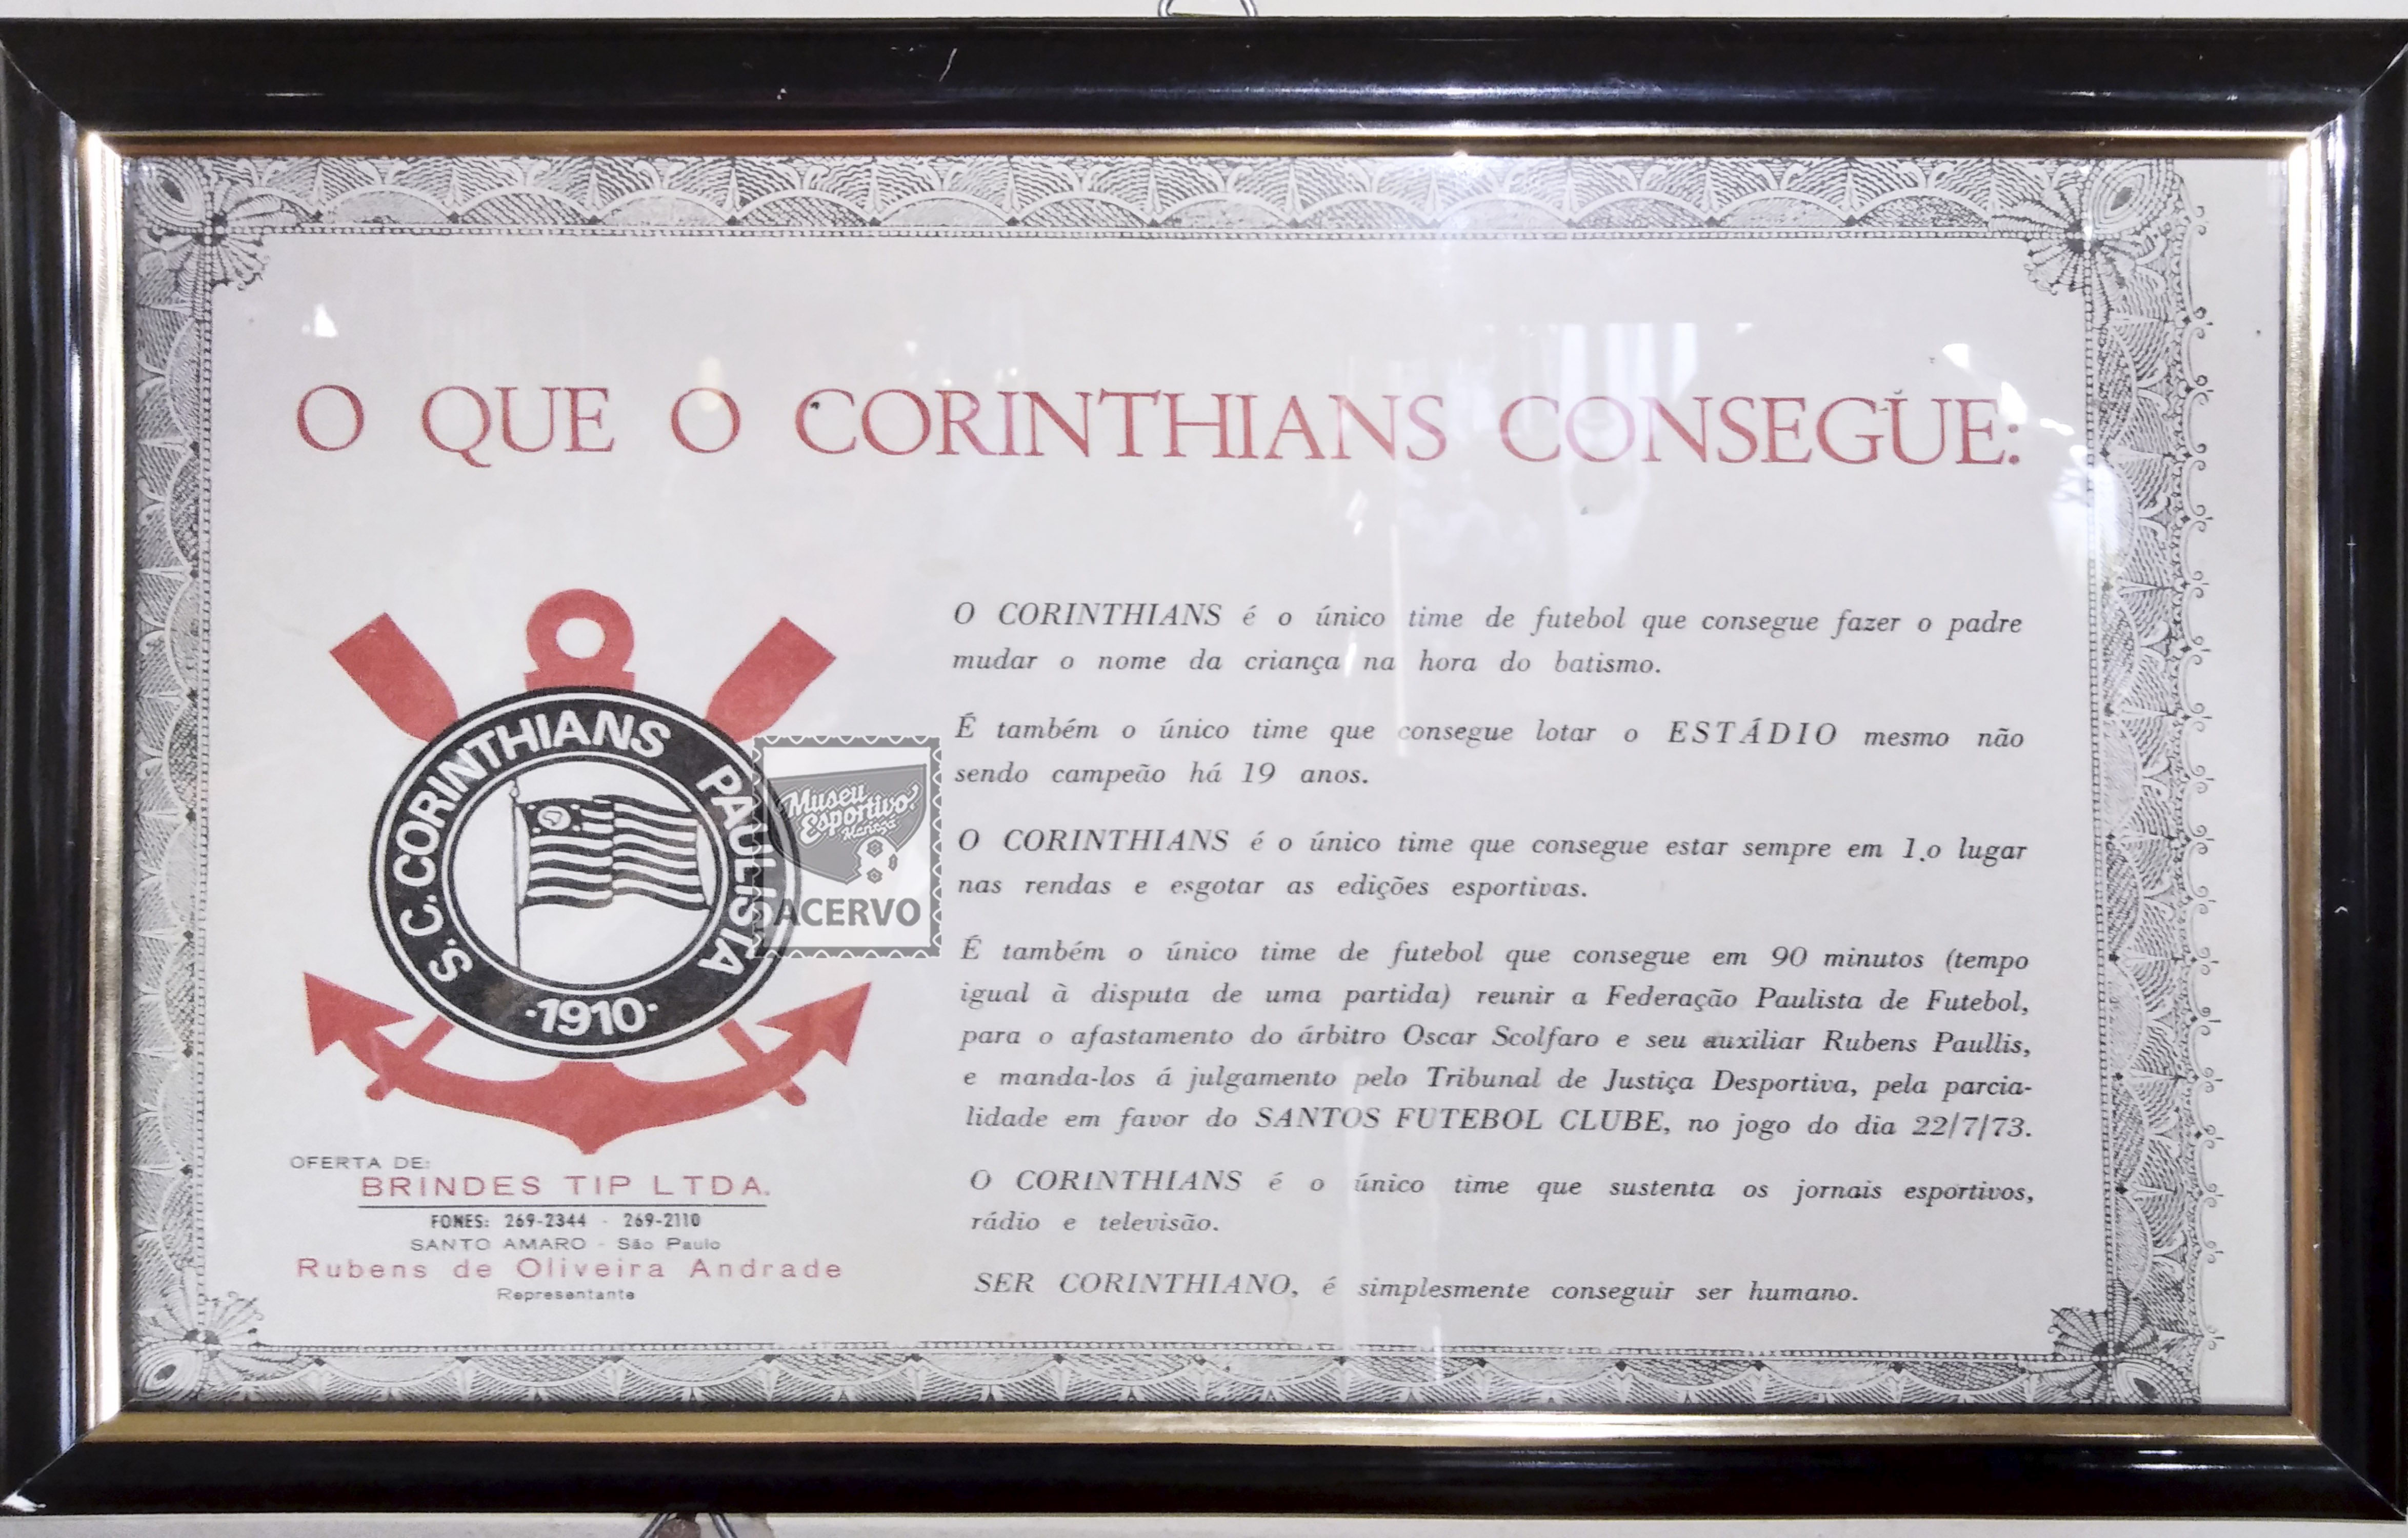 O QUE O CORINTHIANS CONSEGUE:
O CORINTHIANS é o único time de futebol que consegue fazer o padre
mudar o nome da criança na hora do batismo.
É também o único time que consegue lotar o ESTÁDIO mesmo não
sendo campeão há 19 anos.
O CORINTHIANS é o único time que consegue estar sempre em 1.o lugar
nas rendas e esgotar as edições esportivas.
É também o único time de futebol que consegue em 90 minutos (tempo
igual à disputa de uma partida) reunir a Federação Paulista de Futebol,
para o afastamento do árbitro Oscar Scolfaro e seu auxiliar Rubens Paullis,
e manda-los á julgamento pelo Tribunal de Justiça Desportiva, pela parcia-
lidade em favor do SANTOS FUTEBOL CLUBE, no jogo do dia 22/7/73.
O CORINTHIANS é o único time que sustenta os jornais esportivos,
rádio e televisão.
SER CORINTHIANO, é simplesmente conseguir ser humano.
S.C. CORINTHIANS PAULISTA
·1910·
Museu
Esportivo
Maringá
ACERVO
OFERTA DE:
BRINDES TIP LTDA.
FONES: 269-2344 - 269-2110
SANTO AMARO - São Paulo
Rubens de Oliveira Andrade
Representante